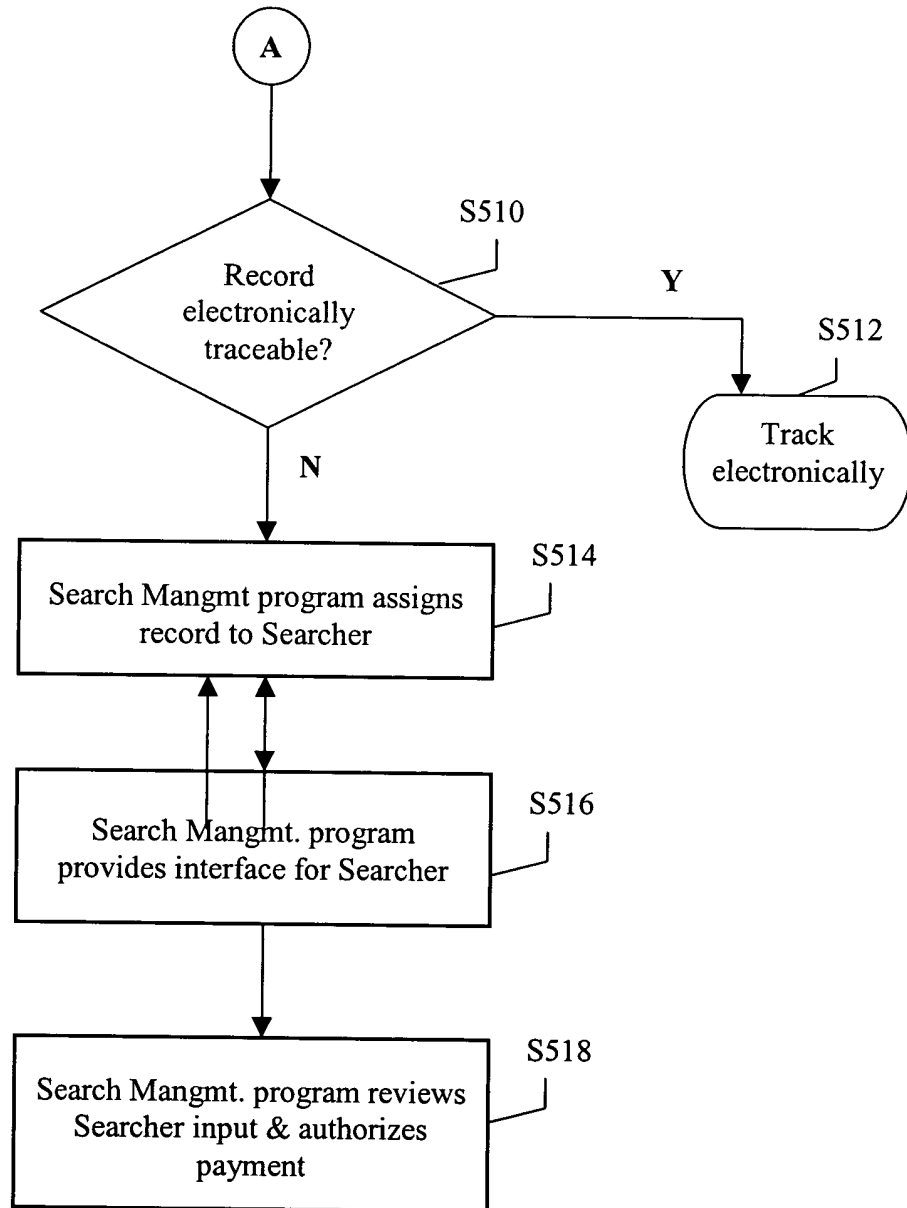 A
S510
Record
electronically
traceable?
Y
S512
Track
electronically
N
S514
Search Mangmt program assigns
record to Searcher
S516
Search Mangmt. program
provides interface for Searcher
S518
Search Mangmt. program reviews
Searcher input & authorizes
payment